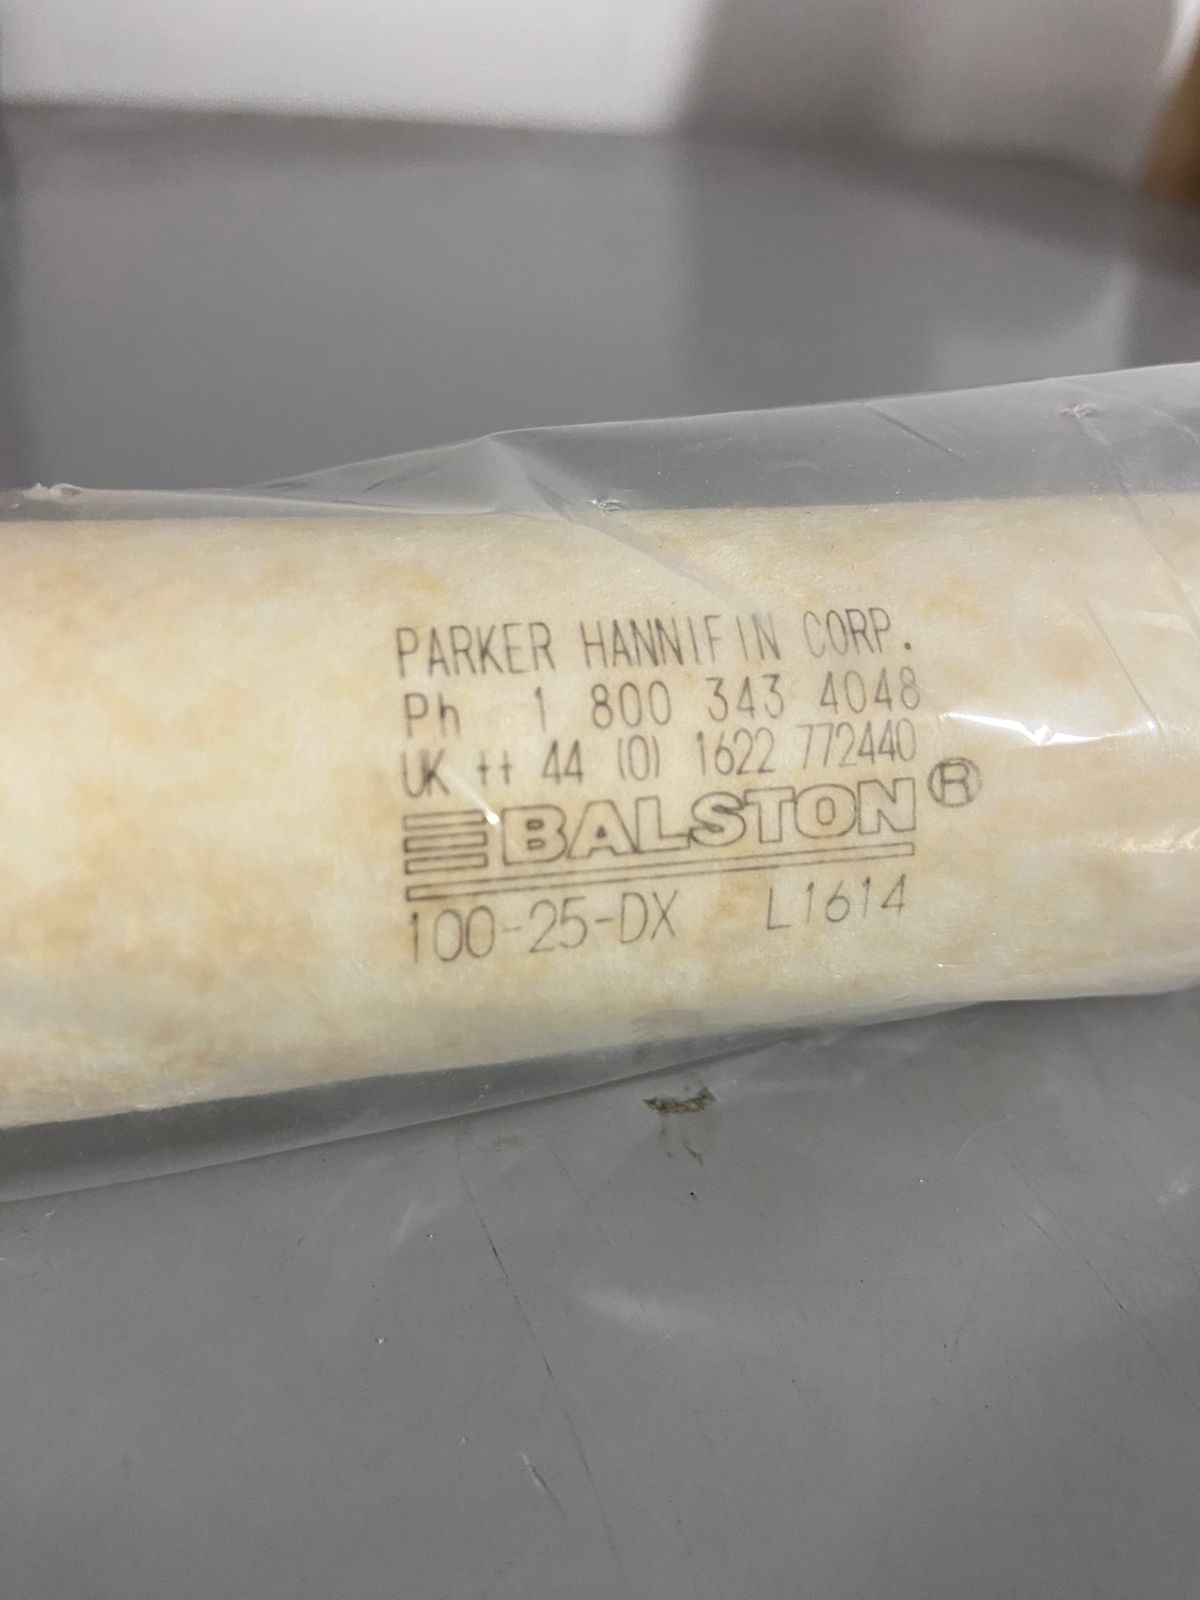 PARKER HANNIFIN CORP.
Ph 1 800 343 4048
UK ++ 44 (0) 1622 772440
BALSTON®
100-25-DX L1614